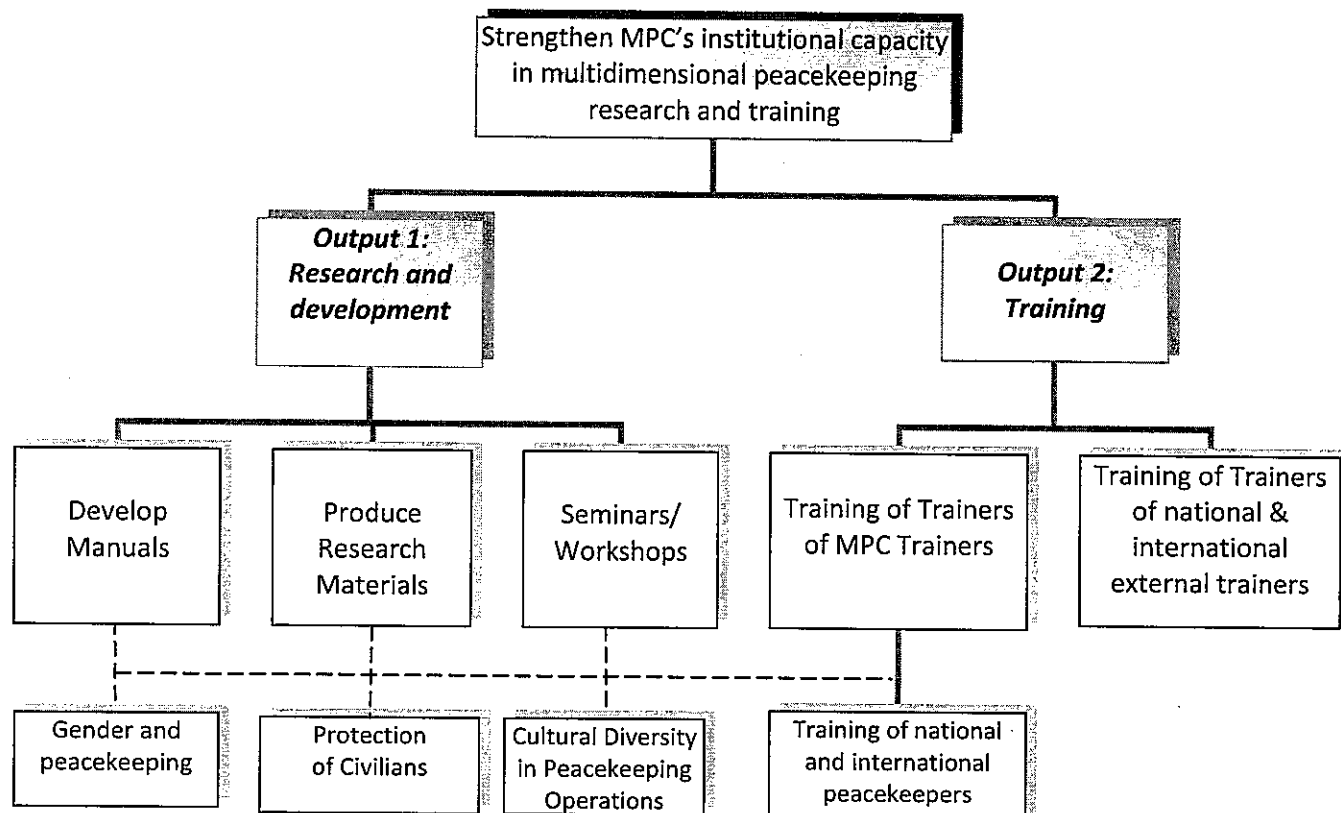 Strengthen MPC's institutional capacity
in multidimensional peacekeeping
research and training
Output 1:
Research and
development
Output 2:
Training
Develop
Manuals
Produce
Research
Materials
Seminars/
Workshops
Training of Trainers
of MPC Trainers
Training of Trainers
of national &
international
external trainers
Gender and
peacekeeping
Protection
of Civilians
Cultural Diversity
in Peacekeeping
Operations
Training of national
and international
peacekeepers